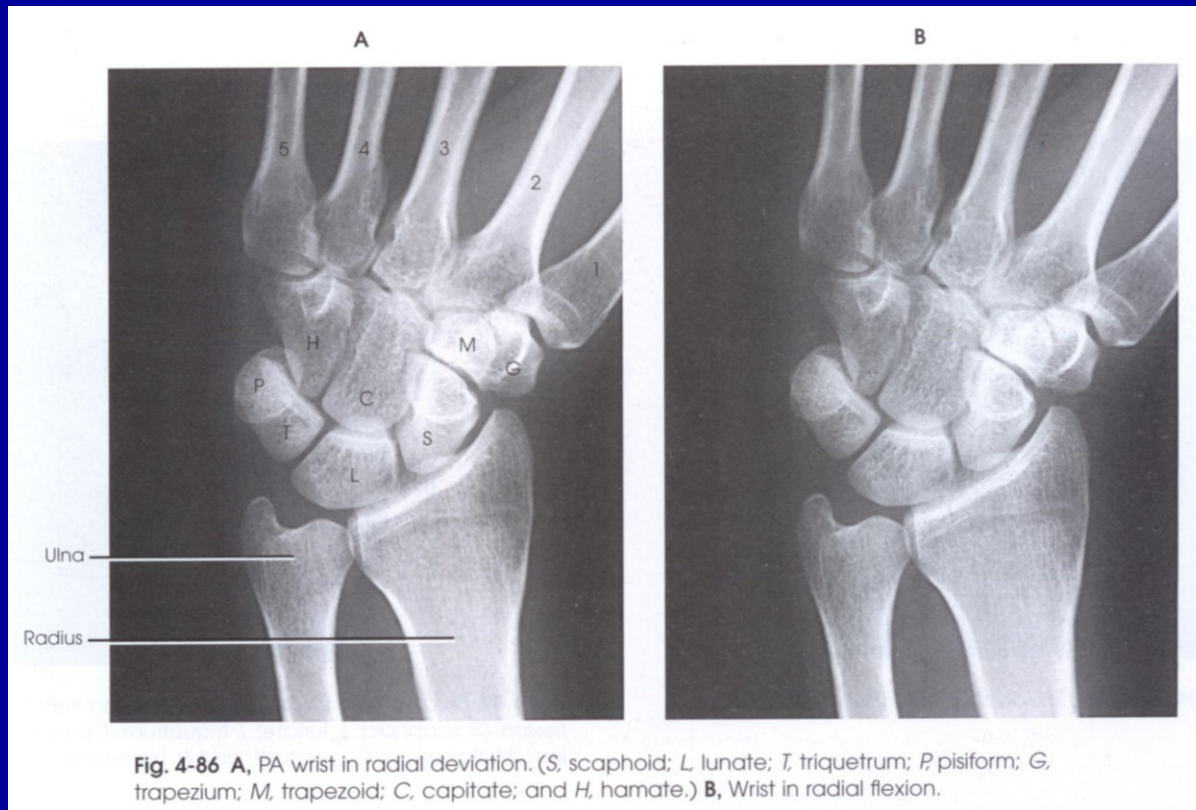 A
B
5
4
3
2
1
H
M
G
P
C
T
S
L
Ulna
Radius
Fig. 4-86 A, PA wrist in radial deviation. (S, scaphoid; L, lunate; T, triquetrum; P, pisiform; G,
trapezium; M, trapezoid; C, capitate; and H, hamate.) B, Wrist in radial flexion.